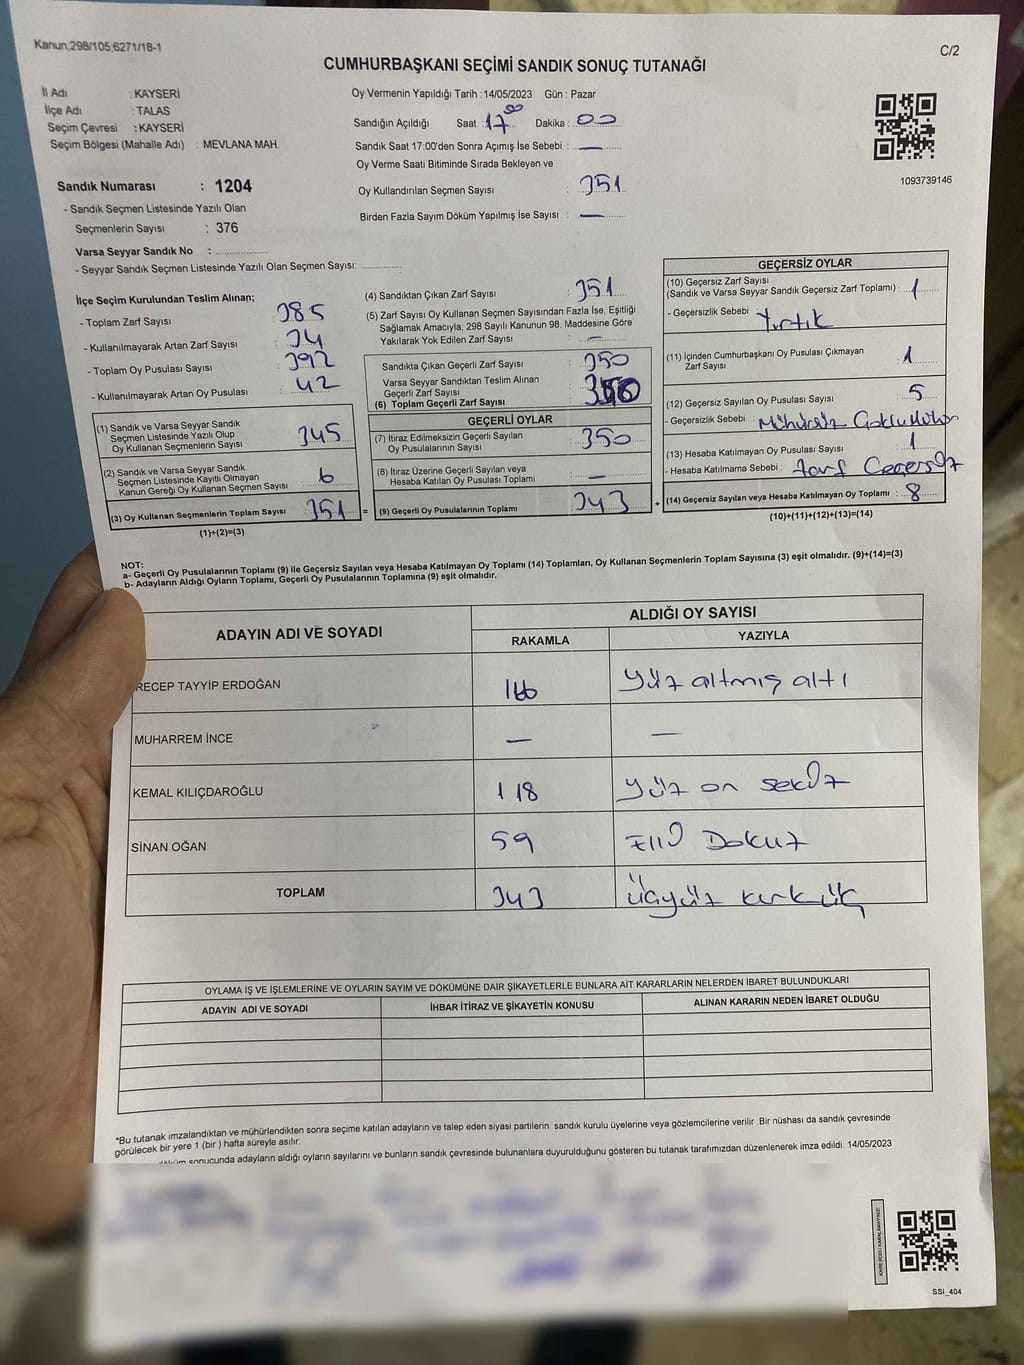 Kanun;298/105;6271/18-1
C/2
CUMHURBAŞKANI SEÇİMİ SANDIK SONUÇ TUTANAĞI
İl Adı : KAYSERİ
İlçe Adı : TALAS
Seçim Çevresi : KAYSERİ
Seçim Bölgesi (Mahalle Adı) : MEVLANA MAH.
Sandık Numarası : 1204
- Sandık Seçmen Listesinde Yazılı Olan
Seçmenlerin Sayısı : 376
Varsa Seyyar Sandık No : ..................
- Seyyar Sandık Seçmen Listesinde Yazılı Olan Seçmen Sayısı: .............
Oy Vermenin Yapıldığı Tarih :14/05/2023 Gün : Pazar
Sandığın Açıldığı Saat : 17 00 Dakika : 00
Sandık Saat 17:00'den Sonra Açımış İse Sebebi : —
Oy Verme Saati Bitiminde Sırada Bekleyen ve
Oy Kullandırılan Seçmen Sayısı : 351
Birden Fazla Sayım Döküm Yapılmış İse Sayısı : —
1093739146
İlçe Seçim Kurulundan Teslim Alınan;
- Toplam Zarf Sayısı 385
- Kullanılmayarak Artan Zarf Sayısı : 34
- Toplam Oy Pusulası Sayısı : 392
- Kullanılmayarak Artan Oy Pusulası : 42
(1) Sandık ve Varsa Seyyar Sandık
Seçmen Listesinde Yazılı Olup
Oy Kullanan Seçmenlerin Sayısı : 345
(2) Sandık ve Varsa Seyyar Sandık
Seçmen Listesinde Kayıtlı Olmayan
Kanun Gereği Oy Kullanan Seçmen Sayısı : 6
(3) Oy Kullanan Seçmenlerin Toplam Sayısı : 351 =
(1)+(2)=(3)
(4) Sandıktan Çıkan Zarf Sayısı : 351
(5) Zarf Sayısı Oy Kullanan Seçmen Sayısından Fazla İse, Eşitliği
Sağlamak Amacıyla; 298 Sayılı Kanunun 98. Maddesine Göre
Yakılarak Yok Edilen Zarf Sayısı : —
Sandıkta Çıkan Geçerli Zarf Sayısı : 350
Varsa Seyyar Sandıktan Teslim Alınan
Geçerli Zarf Sayısı
(6) Toplam Geçerli Zarf Sayısı : 350
GEÇERLİ OYLAR
(7) İtiraz Edilmeksizin Geçerli Sayılan
Oy Pusulalarının Sayısı : 350
(8) İtiraz Üzerine Geçerli Sayılan veya
Hesaba Katılan Oy Pusulası Toplamı : —
(9) Geçerli Oy Pusulalarının Toplamı : 343 +
GEÇERSİZ OYLAR
(10) Geçersiz Zarf Sayısı
(Sandık ve Varsa Seyyar Sandık Geçersiz Zarf Toplamı) : 1
- Geçersizlik Sebebi : Yırtık
(11) İçinden Cumhurbaşkanı Oy Pusulası Çıkmayan
Zarf Sayısı : 1
(12) Geçersiz Sayılan Oy Pusulası Sayısı : 5
- Geçersizlik Sebebi : Mühürsüz
(13) Hesaba Katılmayan Oy Pusulası Sayısı : 1
- Hesaba Katılmama Sebebi : Zarf Geçersiz
(14) Geçersiz Sayılan veya Hesaba Katılmayan Oy Toplamı : 8
(10)+(11)+(12)+(13)=(14)
NOT:
a- Geçerli Oy Pusulalarının Toplamı (9) ile Geçersiz Sayılan veya Hesaba Katılmayan Oy Toplamı (14) Toplamları, Oy Kullanan Seçmenlerin Toplam Sayısına (3) eşit olmalıdır. (9)+(14)=(3)
b- Adayların Aldığı Oyların Toplamı, Geçerli Oy Pusulalarının Toplamına (9) eşit olmalıdır.
ADAYIN ADI VE SOYADI
ALDIĞI OY SAYISI
RAKAMLA YAZIYLA
RECEP TAYYİP ERDOĞAN 166 Yüz altmış altı
MUHARREM İNCE — —
KEMAL KILIÇDAROĞLU 118 Yüz on sekiz
SİNAN OĞAN 59 Elli Dokuz
TOPLAM 343 Üçyüz kırk üç
OYLAMA İŞ VE İŞLEMLERİNE VE OYLARIN SAYIM VE DÖKÜMÜNE DAİR ŞİKAYETLERLE BUNLARA AİT KARARLARIN NELERDEN İBARET BULUNDUKLARI
ADAYIN ADI VE SOYADI İHBAR İTİRAZ VE ŞİKAYETİN KONUSU ALINAN KARARIN NEDEN İBARET OLDUĞU
*Bu tutanak imzalandıktan ve mühürlendikten sonra seçime katılan adayların ve talep eden siyasi partilerin sandık kurulu üyelerine veya gözlemcilerine verilir .Bir nüshası da sandık çevresinde
görülecek bir yere 1 (bir ) hafta süreyle asılır.
sonucunda adayların aldığı oyların sayılarını ve bunların sandık çevresinde bulunanlara duyurulduğunu gösteren bu tutanak tarafımızdan düzenlenerek imza edildi. 14/05/2023
KARE KODU KARALAMAYINIZ!
SSI_404